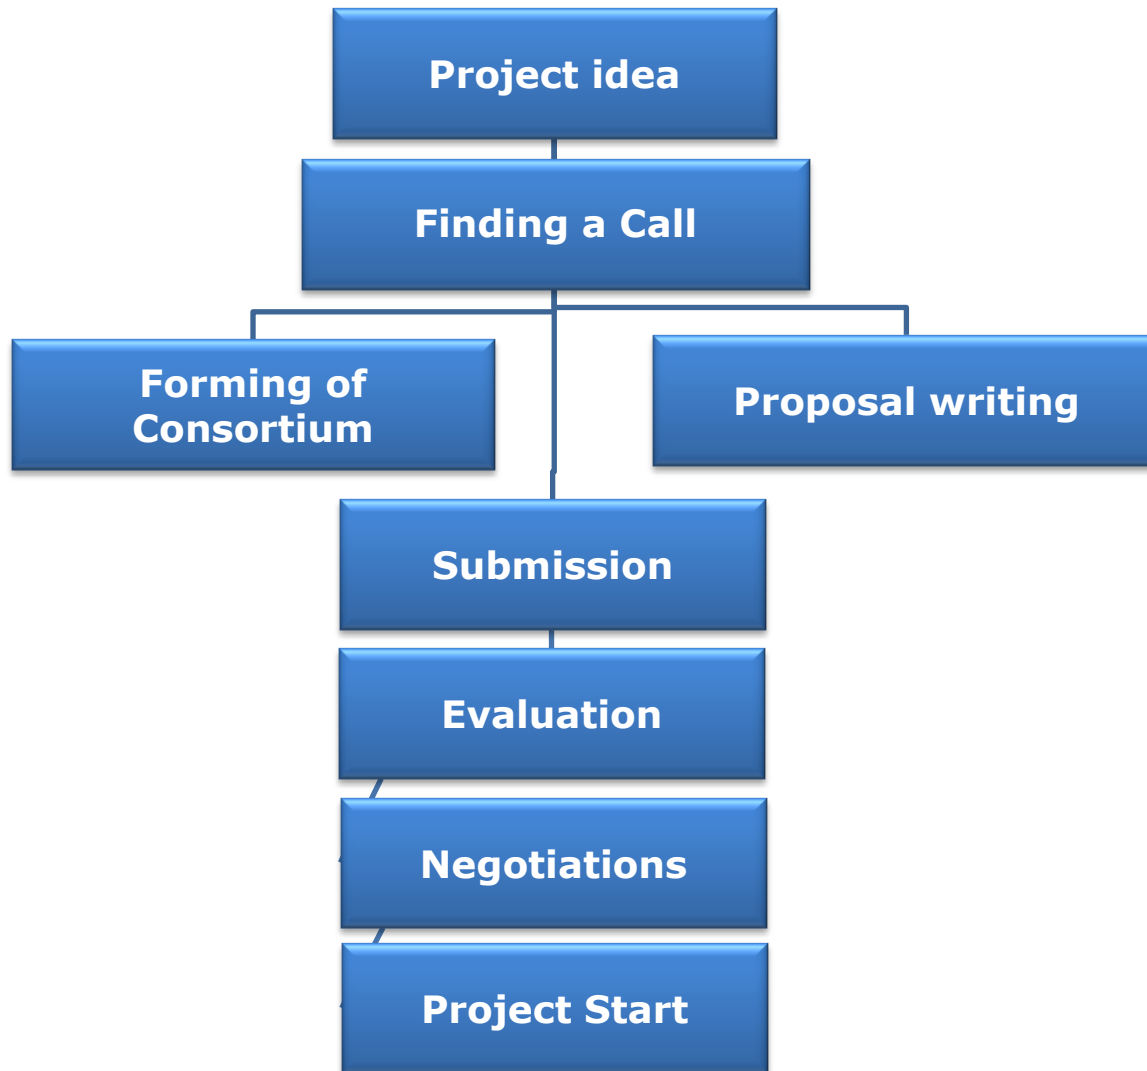 Project idea
Finding a Call
Forming of
Consortium
Proposal writing
Submission
Evaluation
Negotiations
Project Start